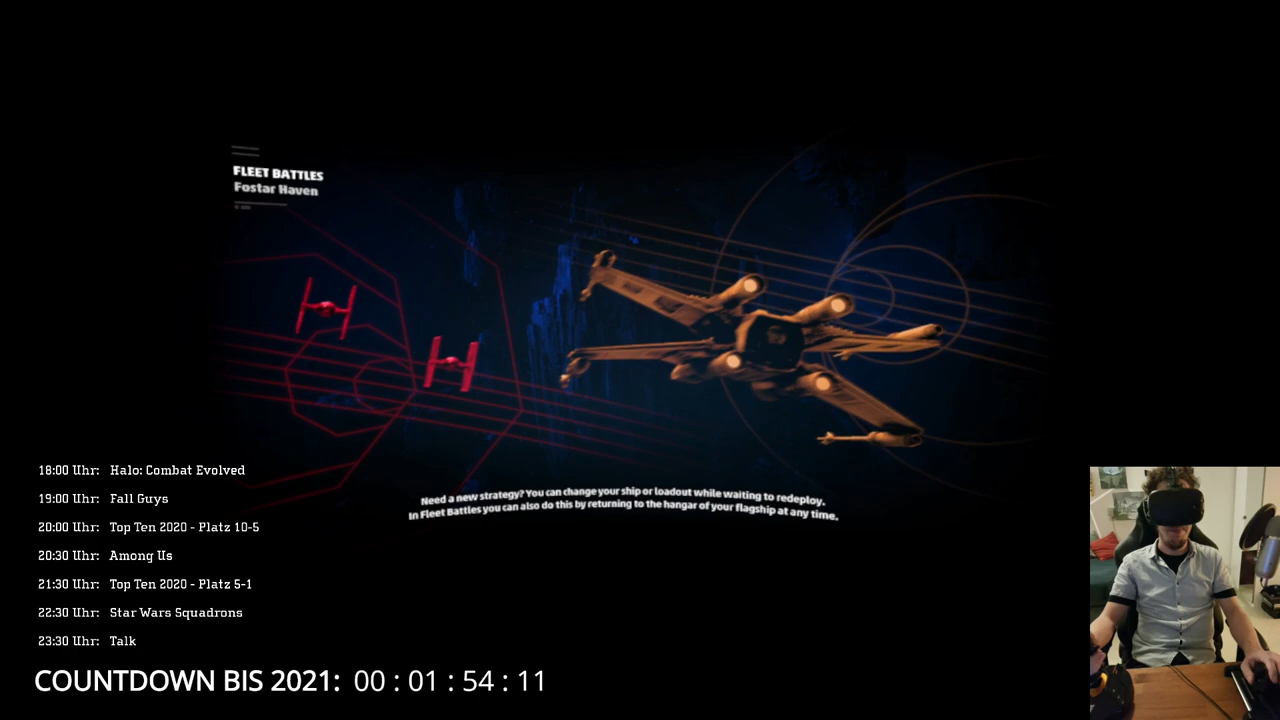 FLEET BATTLES
Fostar Haven
Need a new strategy? You can change your ship or loadout while waiting to redeploy.
In Fleet Battles you can also do this by returning to the hangar of your flagship at any time.
18:00 Uhr: Halo: Combat Evolved
19:00 Uhr: Fall Guys
20:00 Uhr: Top Ten 2020 - Platz 10-5
20:30 Uhr: Among Us
21:30 Uhr: Top Ten 2020 - Platz 5-1
22:30 Uhr: Star Wars Squadrons
23:30 Uhr: Talk
COUNTDOWN BIS 2021: 00 : 01 : 54 : 11